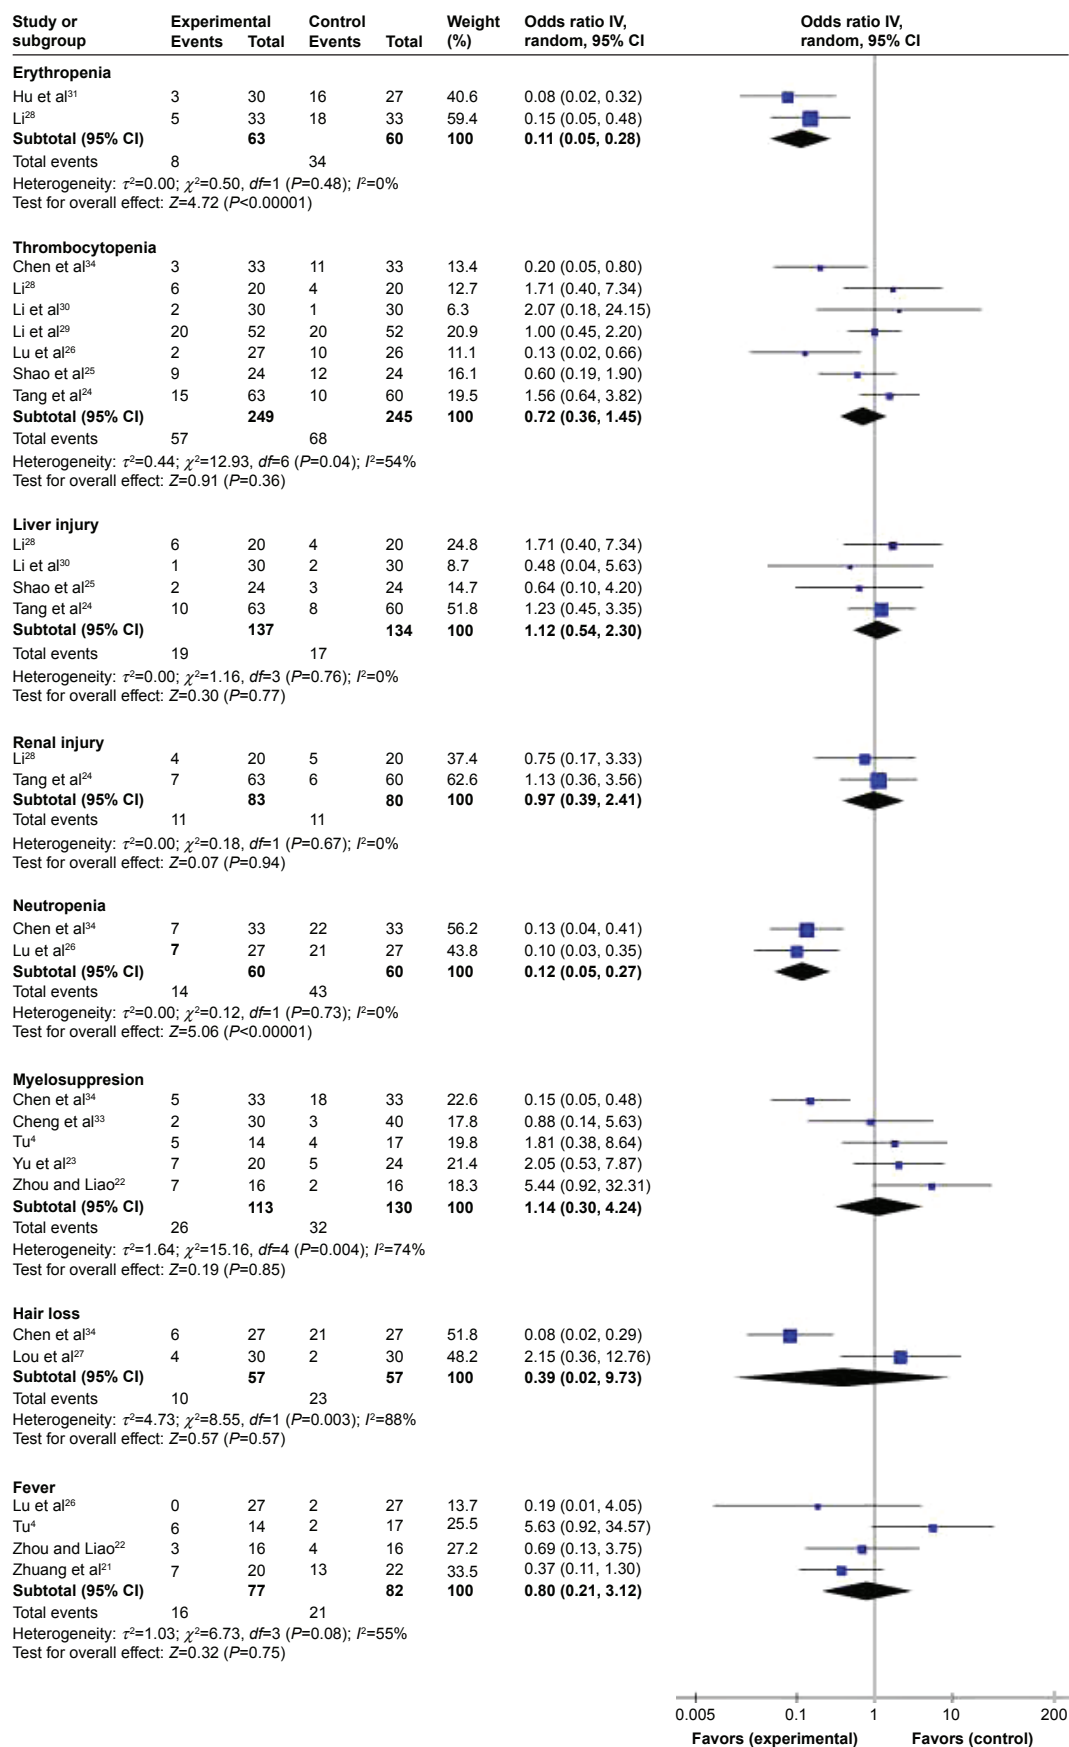 Study or subgroup Experimental Control Weight (%) Odds ratio IV, random, 95% CI Odds ratio IV, random, 95% CI
Events Total Events Total
Erythropenia
Hu et al³¹ 3 30 16 27 40.6 0.08 (0.02, 0.32)
Li²⁸ 5 33 18 33 59.4 0.15 (0.05, 0.48)
Subtotal (95% CI) 63 60 100 0.11 (0.05, 0.28)
Total events 8 34
Heterogeneity: τ²=0.00; χ²=0.50, df=1 (P=0.48); I²=0%
Test for overall effect: Z=4.72 (P<0.00001)
Thrombocytopenia
Chen et al³⁴ 3 33 11 33 13.4 0.20 (0.05, 0.80)
Li²⁸ 6 20 4 20 12.7 1.71 (0.40, 7.34)
Li et al³⁰ 2 30 1 30 6.3 2.07 (0.18, 24.15)
Li et al²⁹ 20 52 20 52 20.9 1.00 (0.45, 2.20)
Lu et al²⁶ 2 27 10 26 11.1 0.13 (0.02, 0.66)
Shao et al²⁵ 9 24 12 24 16.1 0.60 (0.19, 1.90)
Tang et al²⁴ 15 63 10 60 19.5 1.56 (0.64, 3.82)
Subtotal (95% CI) 249 245 100 0.72 (0.36, 1.45)
Total events 57 68
Heterogeneity: τ²=0.44; χ²=12.93, df=6 (P=0.04); I²=54%
Test for overall effect: Z=0.91 (P=0.36)
Liver injury
Li²⁸ 6 20 4 20 24.8 1.71 (0.40, 7.34)
Li et al³⁰ 1 30 2 30 8.7 0.48 (0.04, 5.63)
Shao et al²⁵ 2 24 3 24 14.7 0.64 (0.10, 4.20)
Tang et al²⁴ 10 63 8 60 51.8 1.23 (0.45, 3.35)
Subtotal (95% CI) 137 134 100 1.12 (0.54, 2.30)
Total events 19 17
Heterogeneity: τ²=0.00; χ²=1.16, df=3 (P=0.76); I²=0%
Test for overall effect: Z=0.30 (P=0.77)
Renal injury
Li²⁸ 4 20 5 20 37.4 0.75 (0.17, 3.33)
Tang et al²⁴ 7 63 6 60 62.6 1.13 (0.36, 3.56)
Subtotal (95% CI) 83 80 100 0.97 (0.39, 2.41)
Total events 11 11
Heterogeneity: τ²=0.00; χ²=0.18, df=1 (P=0.67); I²=0%
Test for overall effect: Z=0.07 (P=0.94)
Neutropenia
Chen et al³⁴ 7 33 22 33 56.2 0.13 (0.04, 0.41)
Lu et al²⁶ 7 27 21 27 43.8 0.10 (0.03, 0.35)
Subtotal (95% CI) 60 60 100 0.12 (0.05, 0.27)
Total events 14 43
Heterogeneity: τ²=0.00; χ²=0.12, df=1 (P=0.73); I²=0%
Test for overall effect: Z=5.06 (P<0.00001)
Myelosuppresion
Chen et al³⁴ 5 33 18 33 22.6 0.15 (0.05, 0.48)
Cheng et al³³ 2 30 3 40 17.8 0.88 (0.14, 5.63)
Tu⁴ 5 14 4 17 19.8 1.81 (0.38, 8.64)
Yu et al²³ 7 20 5 24 21.4 2.05 (0.53, 7.87)
Zhou and Liao²² 7 16 2 16 18.3 5.44 (0.92, 32.31)
Subtotal (95% CI) 113 130 100 1.14 (0.30, 4.24)
Total events 26 32
Heterogeneity: τ²=1.64; χ²=15.16, df=4 (P=0.004); I²=74%
Test for overall effect: Z=0.19 (P=0.85)
Hair loss
Chen et al³⁴ 6 27 21 27 51.8 0.08 (0.02, 0.29)
Lou et al²⁷ 4 30 2 30 48.2 2.15 (0.36, 12.76)
Subtotal (95% CI) 57 57 100 0.39 (0.02, 9.73)
Total events 10 23
Heterogeneity: τ²=4.73; χ²=8.55, df=1 (P=0.003); I²=88%
Test for overall effect: Z=0.57 (P=0.57)
Fever
Lu et al²⁶ 0 27 2 27 13.7 0.19 (0.01, 4.05)
Tu⁴ 6 14 2 17 25.5 5.63 (0.92, 34.57)
Zhou and Liao²² 3 16 4 16 27.2 0.69 (0.13, 3.75)
Zhuang et al²¹ 7 20 13 22 33.5 0.37 (0.11, 1.30)
Subtotal (95% CI) 77 82 100 0.80 (0.21, 3.12)
Total events 16 21
Heterogeneity: τ²=1.03; χ²=6.73, df=3 (P=0.08); I²=55%
Test for overall effect: Z=0.32 (P=0.75)
0.005 0.1 1 10 200
Favors (experimental) Favors (control)